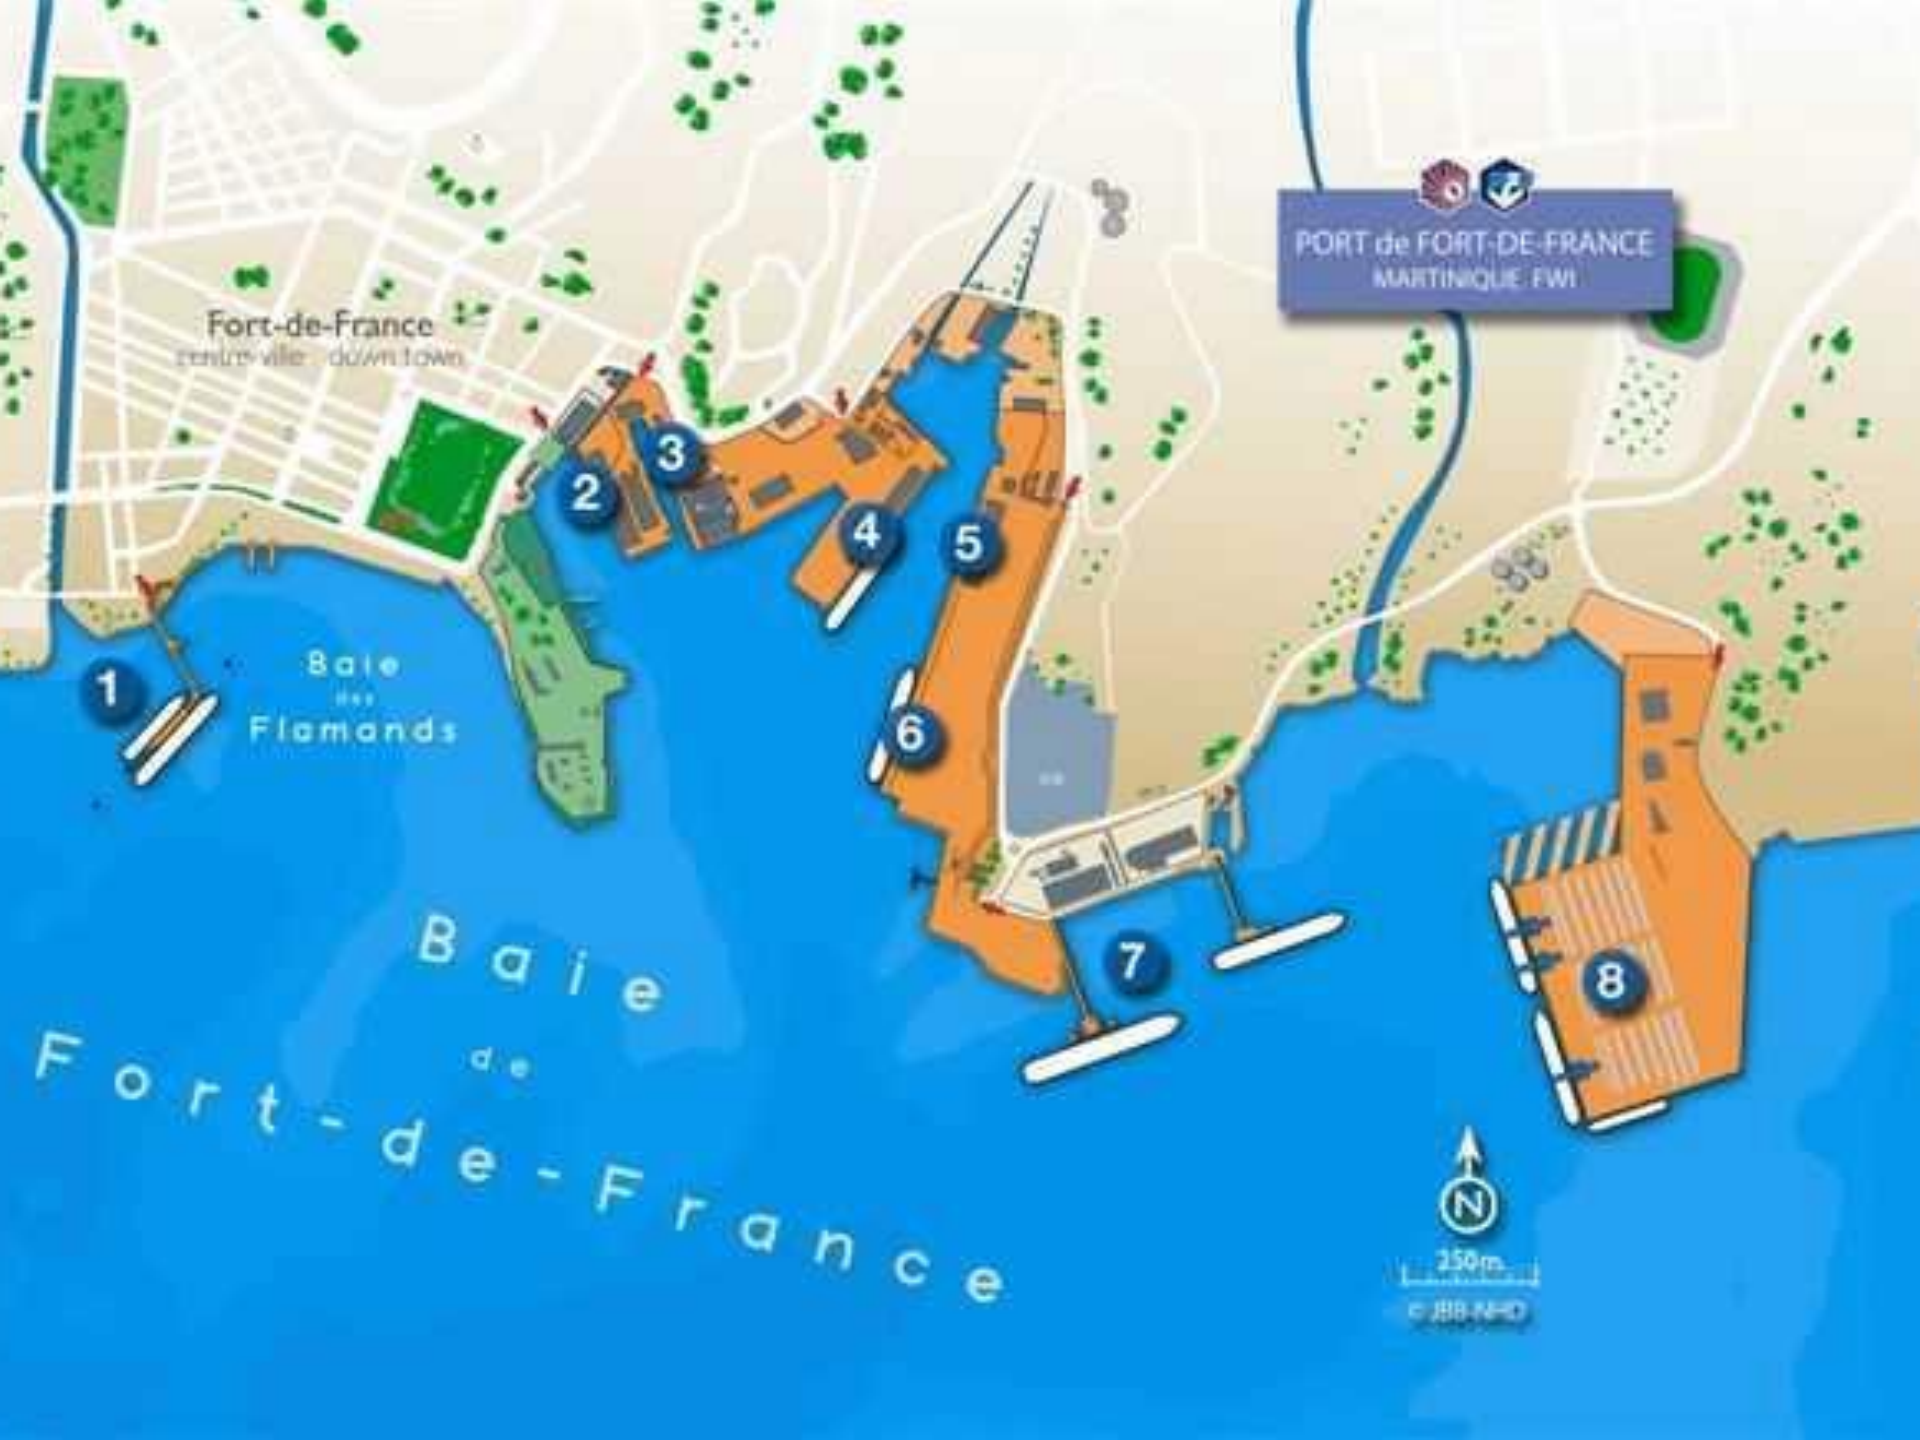 PORT de FORT-DE-FRANCE
MARTINIQUE FWI
Fort-de-France
centre-ville down town
3
2
4
5
1
Baie
des
Flamands
6
7
8
Baie
de
Fort-de-France
N
250m.
© JBB-NHD